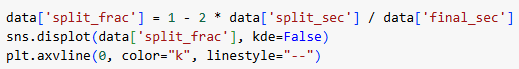 data['split_frac'] = 1 - 2 * data['split_sec'] / data['final_sec']
sns.displot(data['split_frac'], kde=False)
plt.axvline(0, color="k", linestyle="--")